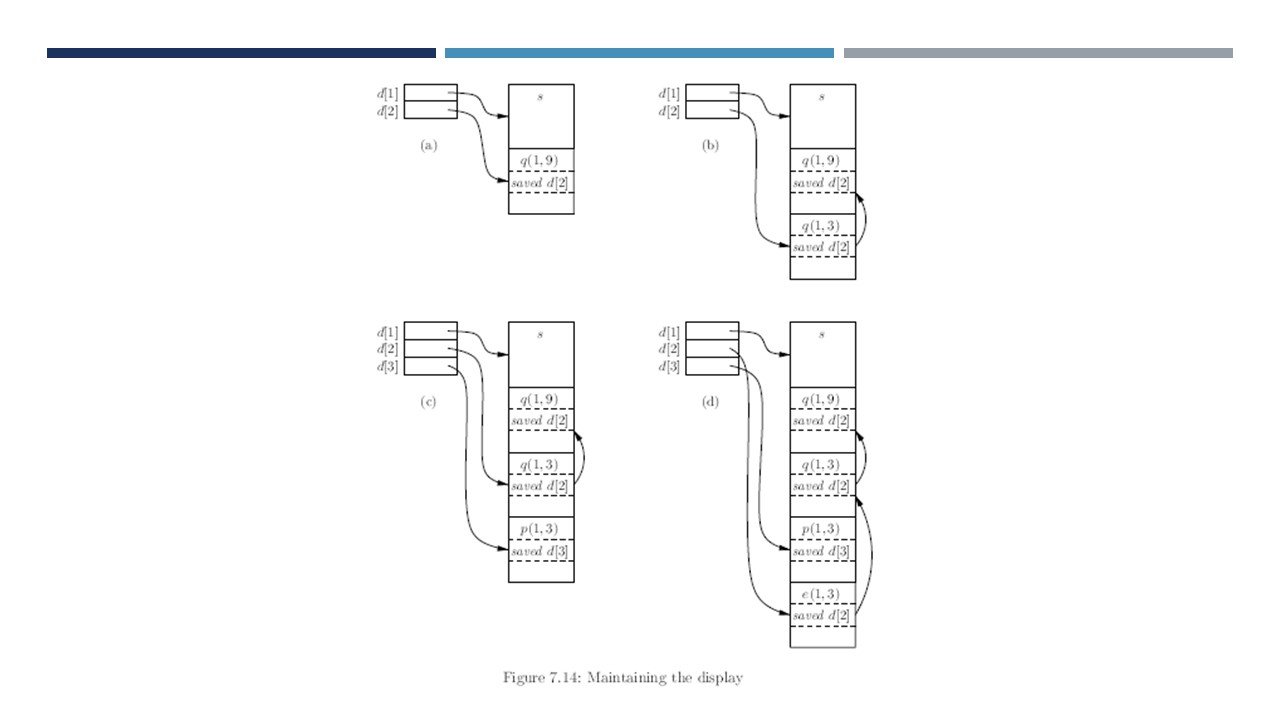 d[1]
d[2]
s
(a)
q(1,9)
saved d[2]
d[1]
d[2]
s
(b)
q(1,9)
saved d[2]
q(1,3)
saved d[2]
d[1]
d[2]
d[3]
s
(c)
q(1,9)
saved d[2]
q(1,3)
saved d[2]
p(1,3)
saved d[3]
d[1]
d[2]
d[3]
s
(d)
q(1,9)
saved d[2]
q(1,3)
saved d[2]
p(1,3)
saved d[3]
e(1,3)
saved d[2]
Figure 7.14: Maintaining the display